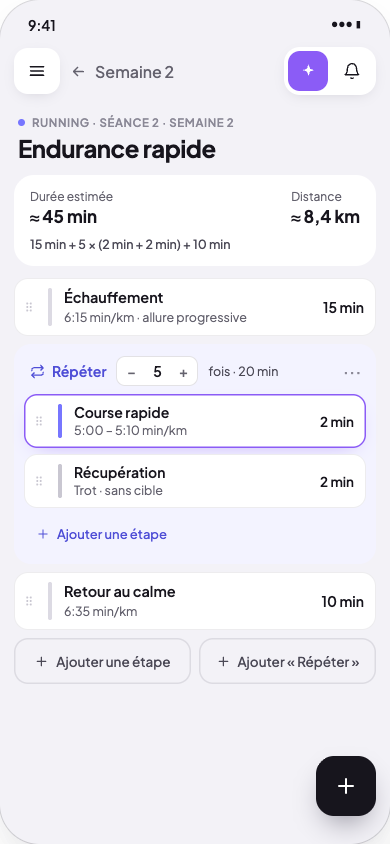 9:41
Semaine 2
RUNNING · SÉANCE 2 · SEMAINE 2
Endurance rapide
Durée estimée
Distance
≈ 45 min
≈ 8,4 km
15 min + 5 × (2 min + 2 min) + 10 min
Échauffement
15 min
6:15 min/km · allure progressive
Répéter
− 5 +
fois · 20 min
Course rapide
2 min
5:00 – 5:10 min/km
Récupération
2 min
Trot · sans cible
+ Ajouter une étape
Retour au calme
10 min
6:35 min/km
+ Ajouter une étape
+ Ajouter « Répéter »